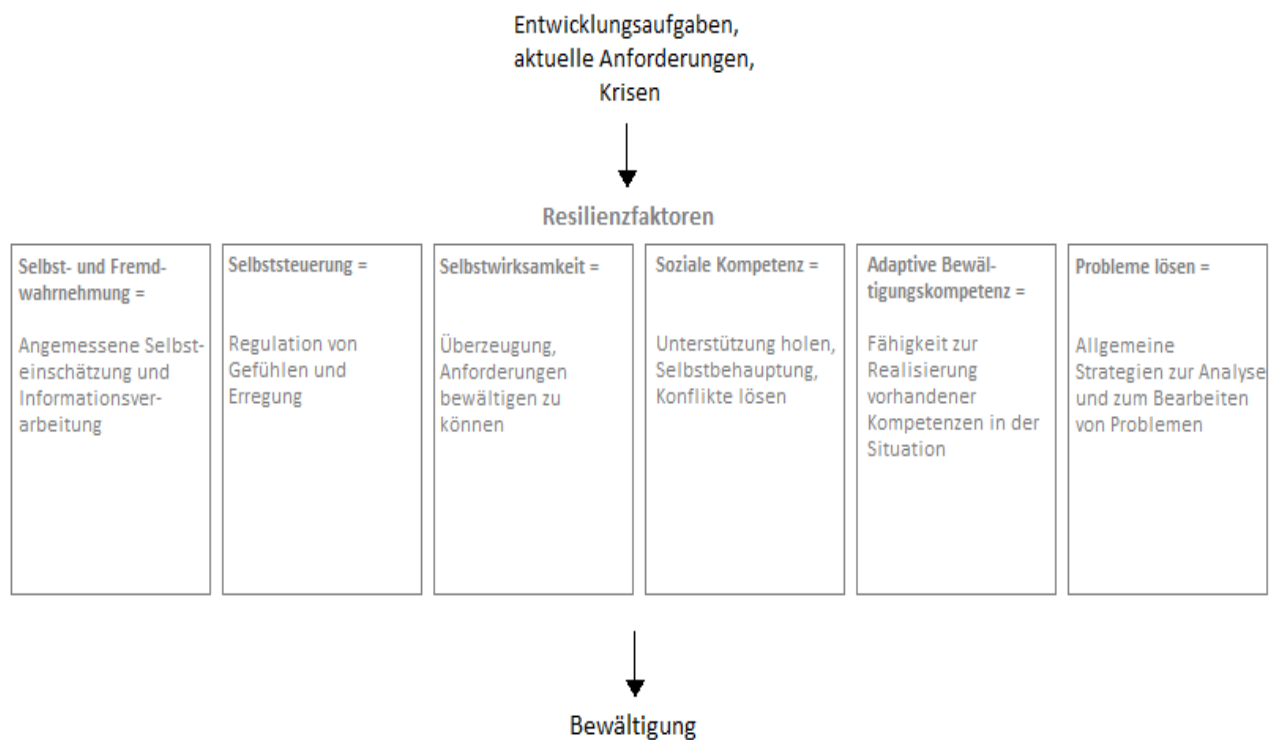 Entwicklungsaufgaben,
aktuelle Anforderungen,
Krisen
Resilienzfaktoren
Selbst- und Fremd-
wahrnehmung =
Angemessene Selbst-
einschätzung und
Informationsver-
arbeitung
Selbststeuerung =
Regulation von
Gefühlen und
Erregung
Selbstwirksamkeit =
Überzeugung,
Anforderungen
bewältigen zu
können
Soziale Kompetenz =
Unterstützung holen,
Selbstbehauptung,
Konflikte lösen
Adaptive Bewäl-
tigungskompetenz =
Fähigkeit zur
Realisierung
vorhandener
Kompetenzen in der
Situation
Probleme lösen =
Allgemeine
Strategien zur Analyse
und zum Bearbeiten
von Problemen
Bewältigung